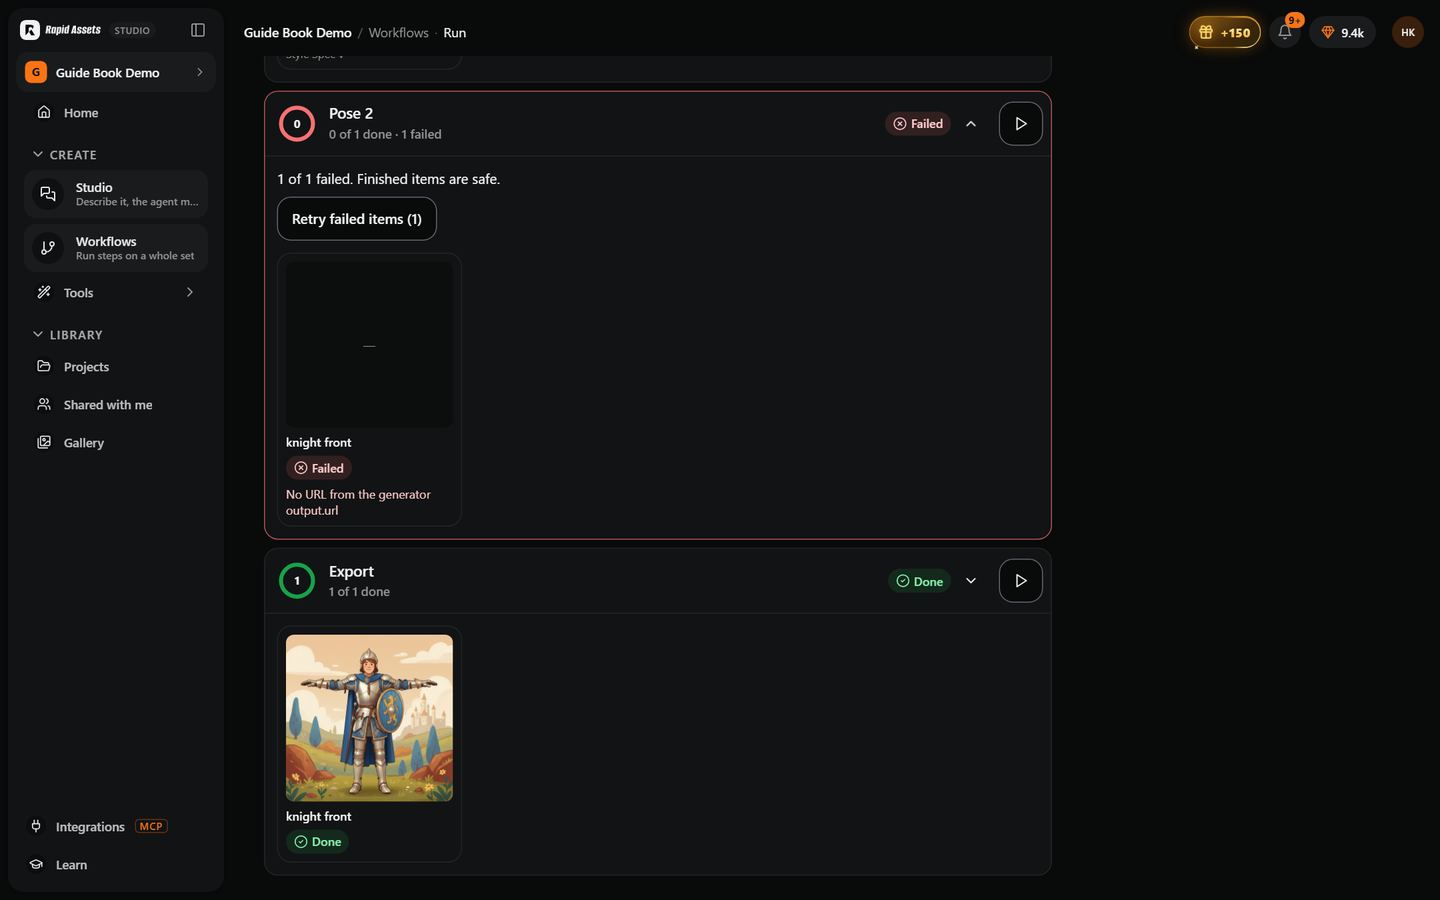 Rapid Assets STUDIO
Guide Book Demo / Workflows · Run
+150
9+
9.4k
HK
G Guide Book Demo
Home
CREATE
Studio
Describe it, the agent m...
Workflows
Run steps on a whole set
Tools
LIBRARY
Projects
Shared with me
Gallery
Integrations MCP
Learn
0
Pose 2
0 of 1 done · 1 failed
Failed
1 of 1 failed. Finished items are safe.
Retry failed items (1)
—
knight front
Failed
No URL from the generator
output.url
1
Export
1 of 1 done
Done
knight front
Done